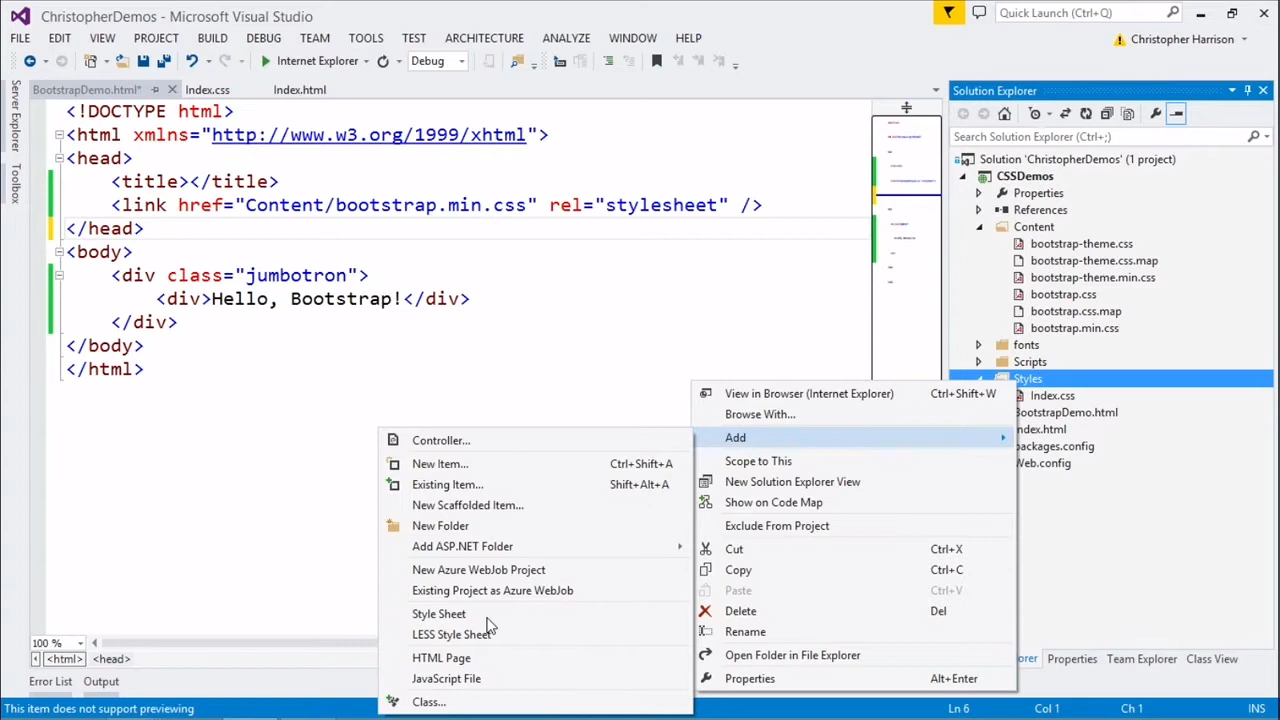 ChristopherDemos - Microsoft Visual Studio
Quick Launch (Ctrl+Q)
FILE EDIT VIEW PROJECT BUILD DEBUG TEAM TOOLS TEST ARCHITECTURE ANALYZE WINDOW HELP
Christopher Harrison
Internet Explorer Debug
Server Explorer
Toolbox
BootstrapDemo.html* Index.css Index.html
<!DOCTYPE html>
<html xmlns="http://www.w3.org/1999/xhtml">
<head>
<title></title>
<link href="Content/bootstrap.min.css" rel="stylesheet" />
</head>
<body>
<div class="jumbotron">
<div>Hello, Bootstrap!</div>
</div>
</body>
</html>
Solution Explorer
Search Solution Explorer (Ctrl+;)
Solution 'ChristopherDemos' (1 project)
CSSDemos
Properties
References
Content
bootstrap-theme.css
bootstrap-theme.css.map
bootstrap-theme.min.css
bootstrap.css
bootstrap.css.map
bootstrap.min.css
fonts
Scripts
Styles
Index.css
BootstrapDemo.html
ndex.html
packages.config
Web.config
View in Browser (Internet Explorer) Ctrl+Shift+W
Browse With...
Add
Scope to This
New Solution Explorer View
Show on Code Map
Exclude From Project
Cut Ctrl+X
Copy Ctrl+C
Paste Ctrl+V
Delete Del
Rename
Open Folder in File Explorer
Properties Alt+Enter
Controller...
New Item... Ctrl+Shift+A
Existing Item... Shift+Alt+A
New Scaffolded Item...
New Folder
Add ASP.NET Folder
New Azure WebJob Project
Existing Project as Azure WebJob
Style Sheet
LESS Style Sheet
HTML Page
JavaScript File
Class...
100 %
<html> <head>
orer Properties Team Explorer Class View
Error List Output
This item does not support previewing Ln 6 Col 1 Ch 1 INS